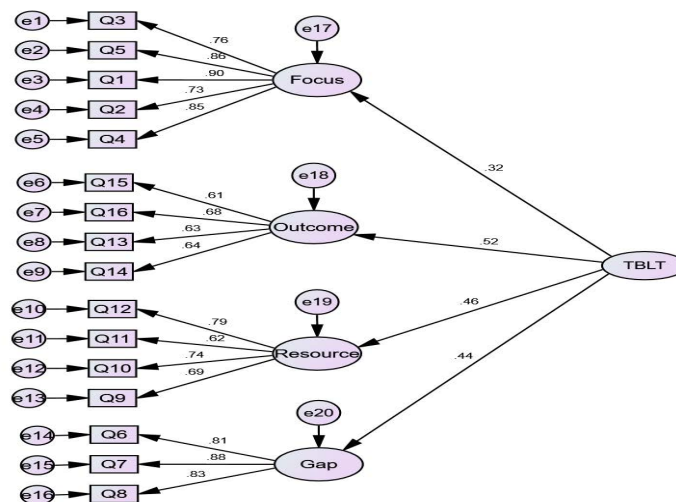 e1 Q3
e2 Q5
e3 Q1
e4 Q2
e5 Q4
.76
.86
.90
.73
.85
e17
Focus
.32
e6 Q15
e7 Q16
e8 Q13
e9 Q14
.61
.68
.63
.64
e18
Outcome
.52
TBLT
e10 Q12
e11 Q11
e12 Q10
e13 Q9
.79
.62
.74
.69
e19
Resource
.46
.44
e14 Q6
e15 Q7
e16 Q8
.81
.88
.83
e20
Gap